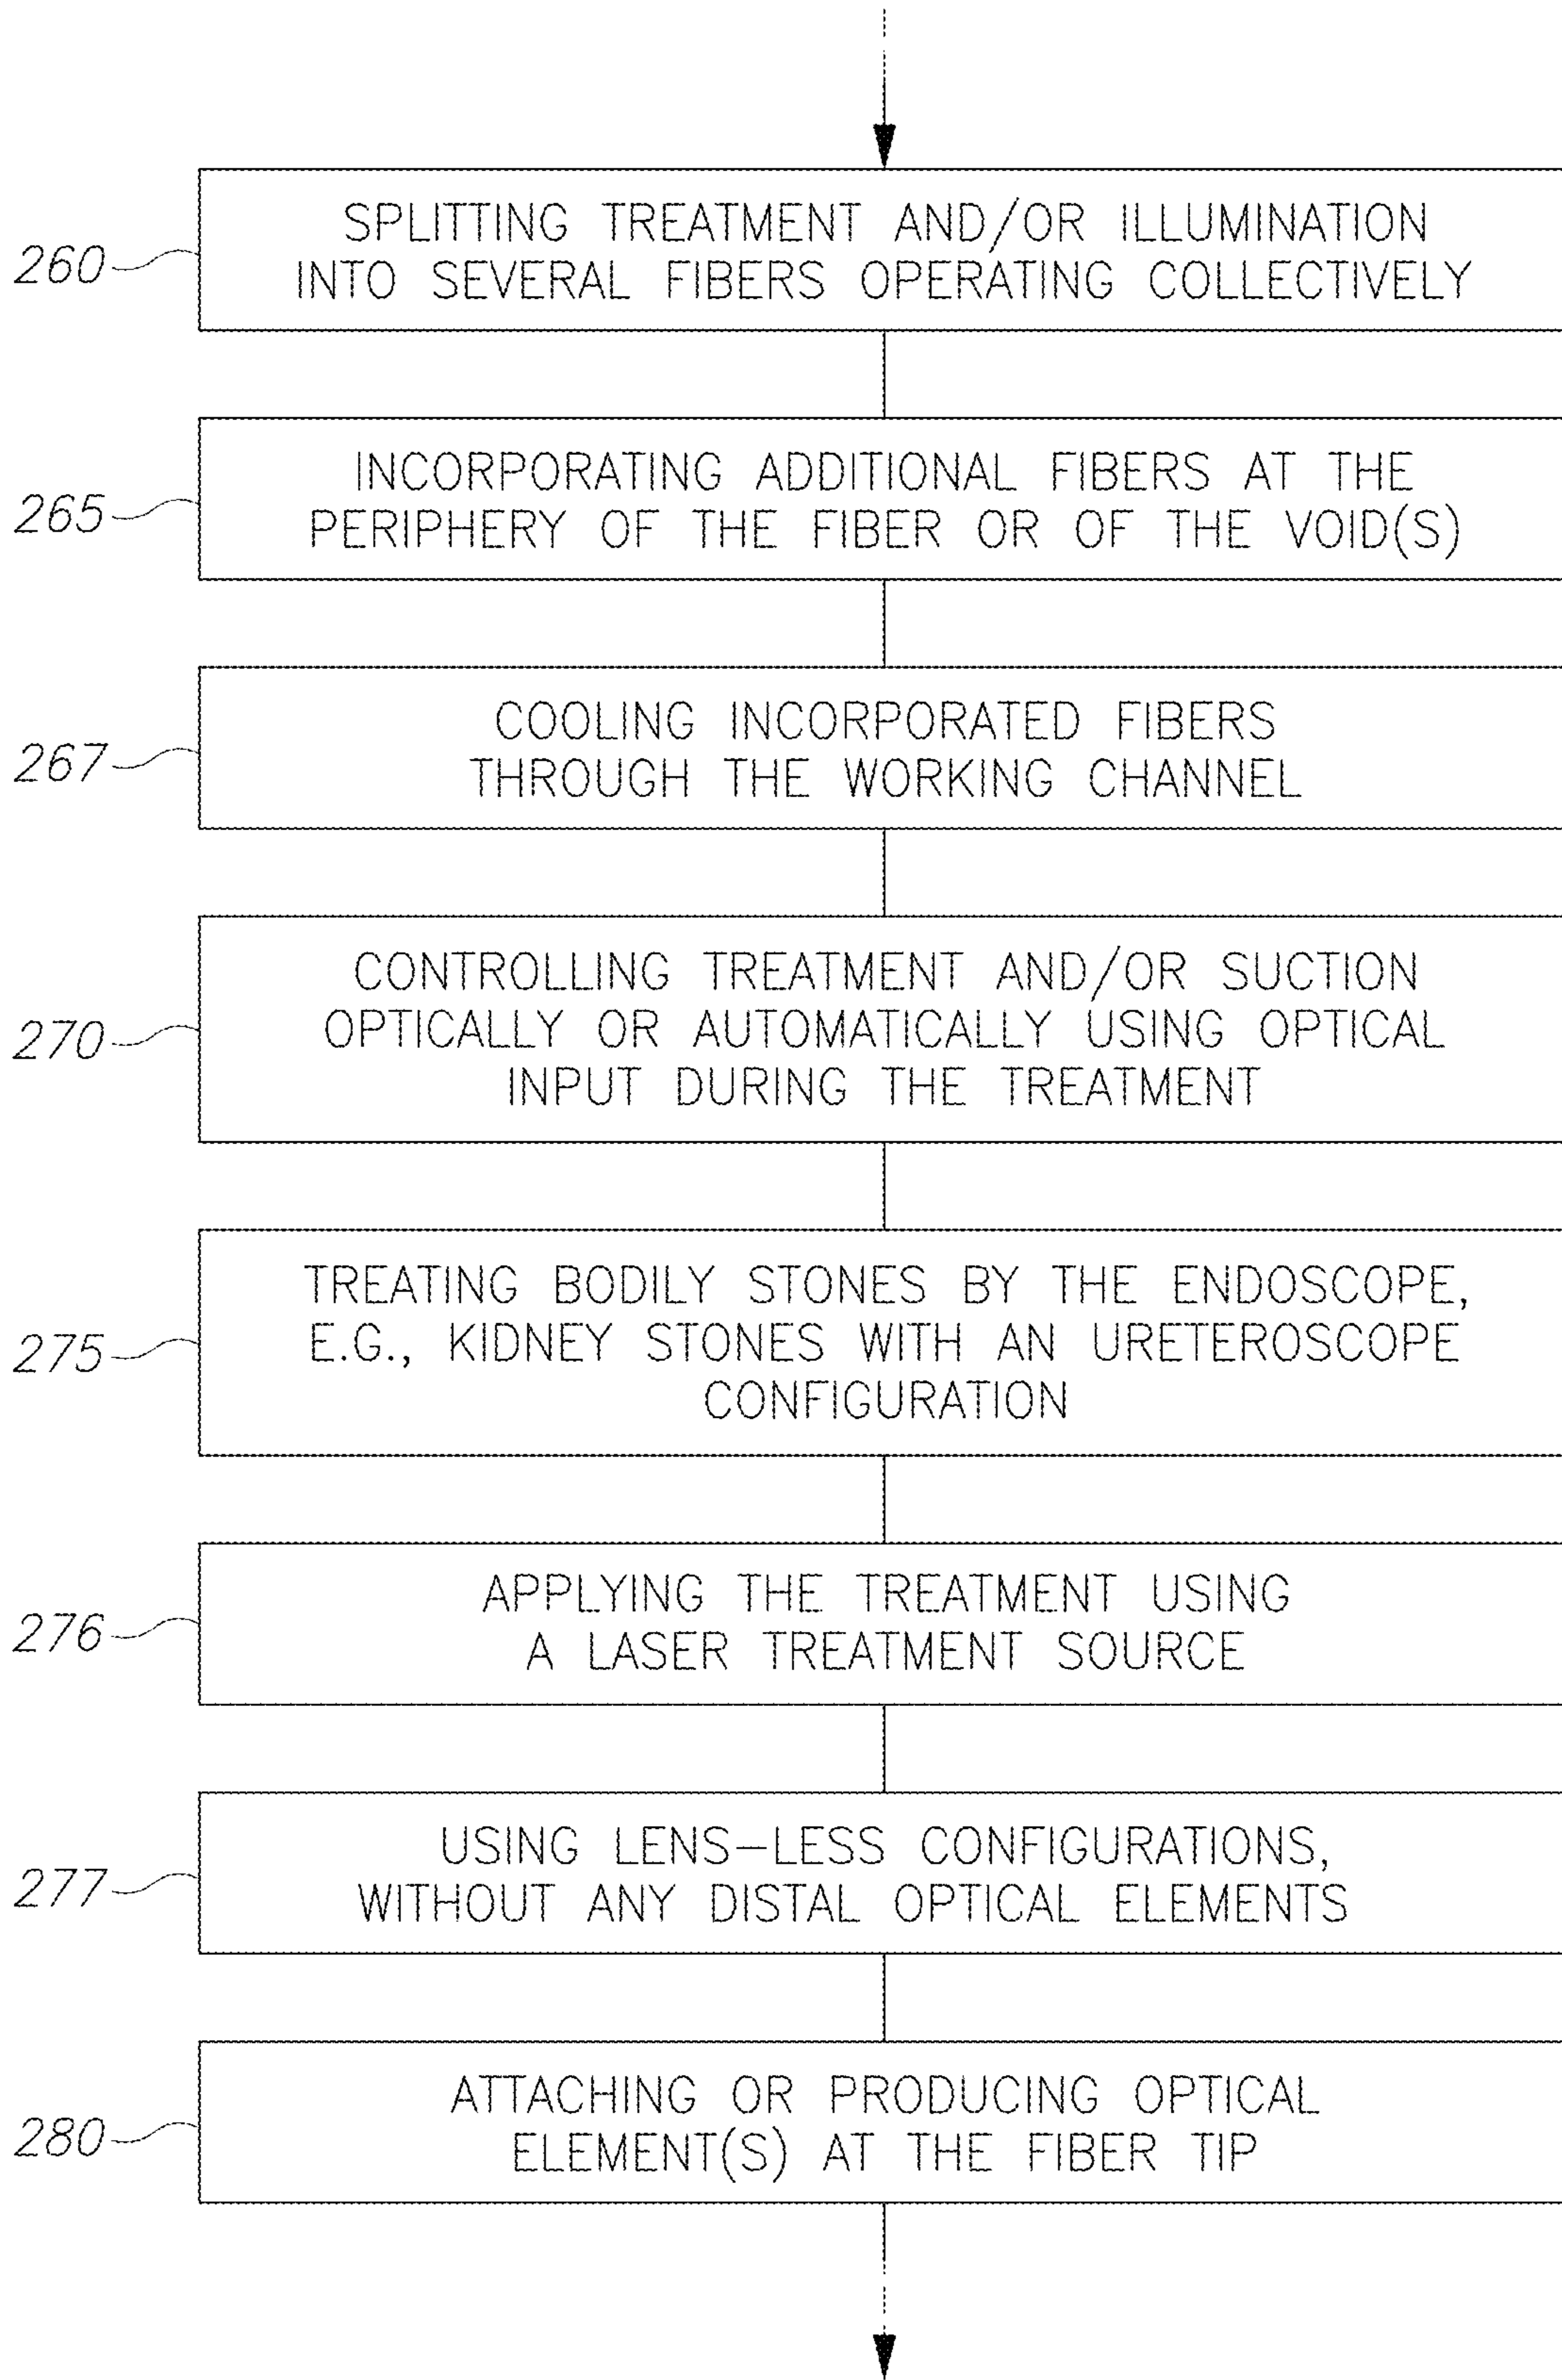 SPLITTING TREATMENT AND/OR ILLUMINATION
260 INTO SEVERAL FIBERS OPERATING COLLECTIVELY
INCORPORATING ADDITIONAL FIBERS AT THE
265 PERIPHERY OF THE FIBER OR OF THE VOID(S)
COOLING INCORPORATED FIBERS
267 THROUGH THE WORKING CHANNEL
CONTROLLING TREATMENT AND/OR SUCTION
270 OPTICALLY OR AUTOMATICALLY USING OPTICAL
INPUT DURING THE TREATMENT
TREATING BODILY STONES BY THE ENDOSCOPE,
275 E.G., KIDNEY STONES WITH AN URETEROSCOPE
CONFIGURATION
APPLYING THE TREATMENT USING
276 A LASER TREATMENT SOURCE
USING LENS-LESS CONFIGURATIONS,
277 WITHOUT ANY DISTAL OPTICAL ELEMENTS
ATTACHING OR PRODUCING OPTICAL
280 ELEMENT(S) AT THE FIBER TIP